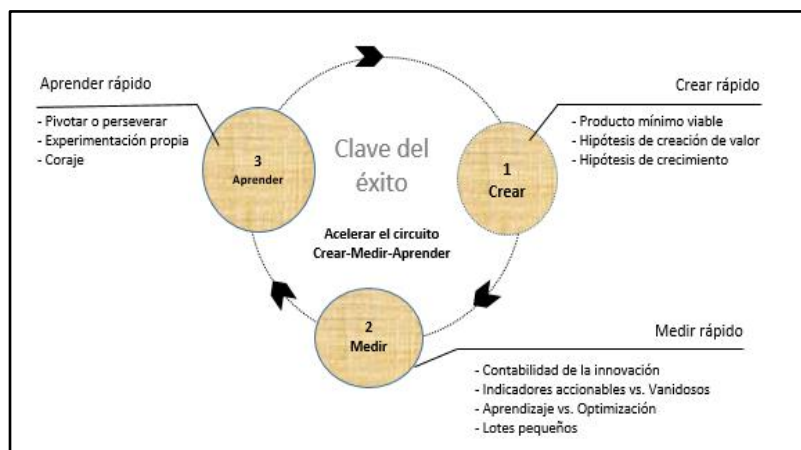 Aprender rápido
- Pivotar o perseverar
- Experimentación propia
- Coraje
Crear rápido
- Producto mínimo viable
- Hipótesis de creación de valor
- Hipótesis de crecimiento
3
Aprender
Clave del
éxito
1
Crear
Acelerar el circuito
Crear-Medir-Aprender
2
Medir
Medir rápido
- Contabilidad de la innovación
- Indicadores accionables vs. Vanidosos
- Aprendizaje vs. Optimización
- Lotes pequeños